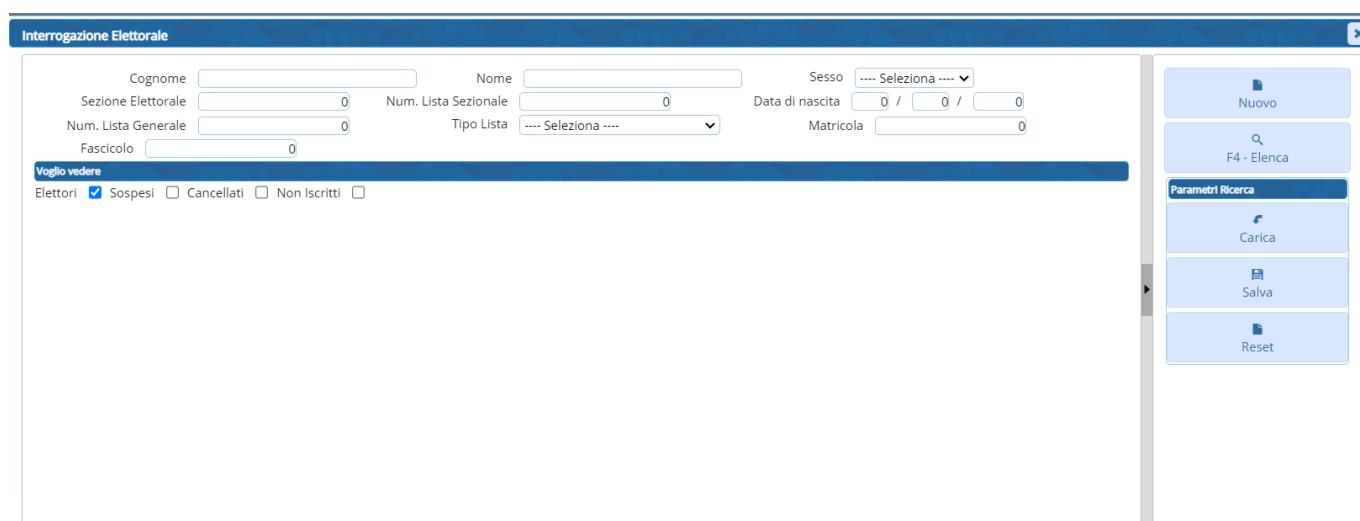 Interrogazione Elettorale
Cognome Nome Sesso ---- Seleziona ----
Sezione Elettorale 0 Num. Lista Sezionale 0 Data di nascita 0 / 0 / 0
Num. Lista Generale 0 Tipo Lista ---- Seleziona ---- Matricola 0
Fascicolo 0
Voglio vedere
Elettori Sospesi Cancellati Non Iscritti
Nuovo
F4 - Elenca
Parametri Ricerca
Carica
Salva
Reset